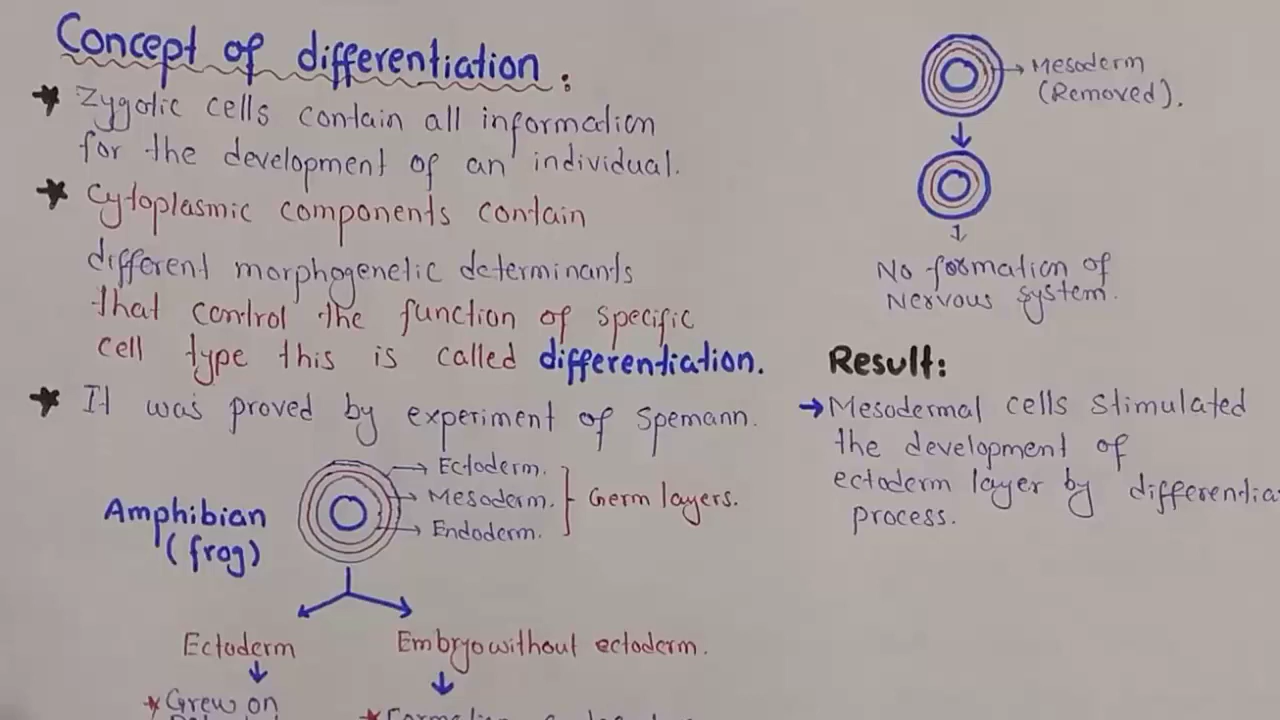 Concept of differentiation :
Zygotic cells contain all information
for the development of an individual.
Cytoplasmic components contain
different morphogenetic determinants
that control the function of specific
cell type this is called differentiation.
It was proved by experiment of Spemann.
Ectoderm.
Mesoderm.
Endoderm.
Germ layers.
Amphibian
(frog)
Ectoderm
Embryo without ectoderm.
Grew on
Mesoderm
(Removed).
No formation of
Nervous system.
Result:
Mesodermal cells stimulated
the development of
ectoderm layer by differentia
process.